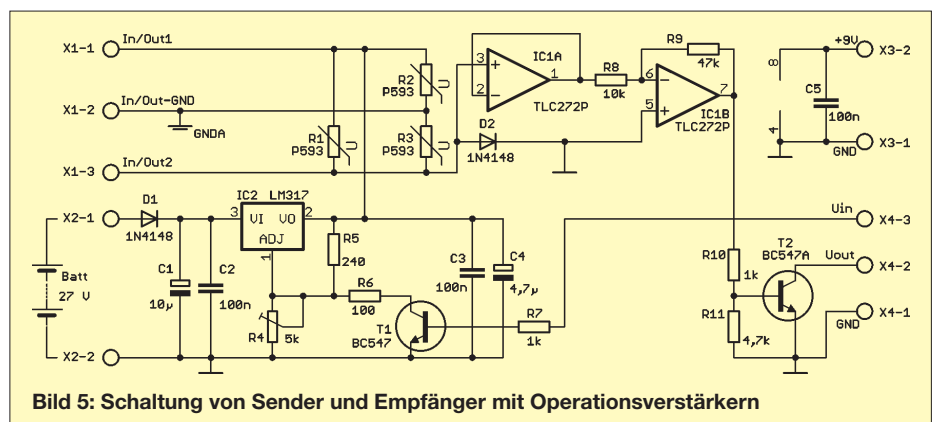 X1-1 In/Out1
X1-2 In/Out-GND
GNDA
X1-3 In/Out2
R1
P593
U
R2
P593
U
R3
P593
U
IC1A
3
2
1
+
−
TLC272P
D2
1N4148
R8
10k
R9
47k
IC1B
6
5
7
−
+
TLC272P
8
4
C5
100n
+9V X3-2
GND X3-1
X2-1
D1
1N4148
Batt
27 V
X2-2
C1
10µ
C2
100n
IC2 LM317
3 VI VO 2
ADJ
1
R5
240
R6
100
R4
5k
T1
BC547
C3
100n
C4
4,7µ
R7
1k
Uin X4-3
R10
1k
R11
4,7k
T2
BC547A
Uout X4-2
GND X4-1
Bild 5: Schaltung von Sender und Empfänger mit Operationsverstärkern